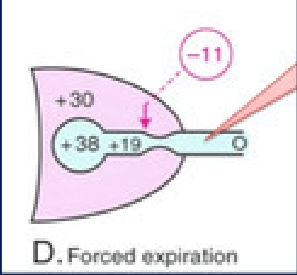 −11
+30
+38 +19 O
D. Forced expiration